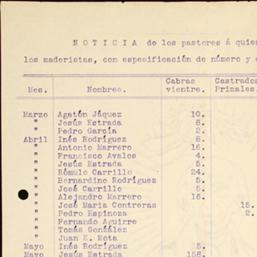 NOTICIA de los pastores á quien
los maderistas, con especificación de número y
Mes. Nombres. Cabras vientre. Castrados Primales.
Marzo Agatón Jáquez 10.
" Jesús Estrada 8.
" Pedro García 2.
Abril Inés Rodríguez 8.
" Antonio Marrero 16.
" Francisco Avalos 4.
" Jesús Estrada 5.
" Rómulo Carrillo 24.
" Bernardino Rodríguez 5.
" José Carrillo 5.
" Alejandro Marrero 16.
" José María Contreras 15.
" Pedro Espinoza 2.
" Fernando Aguirre
" Tomás González
" Juan E. Mota
Mayo Inés Rodríguez 5.
Mayo Jesús Estrada 158.